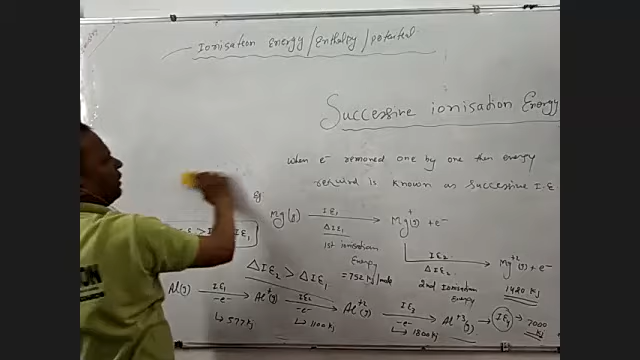 Ionisation energy/Enthalpy/potential
Successive ionisation Energy
when e⁻ removed one by one then energy
required is known as successive I.E
Eg
Mg(g) IE₁ → Mg⁺(g) + e⁻
ΔIE₁
1st ionisation
Energy
= 752 kJ/mole
IE₂ → Mg⁺²(g) + e⁻
ΔIE₂
2nd ionisation
Energy
1420 KJ
> IE₁
ΔIE₂ > ΔIE₁
Al(g) IE₁ → Al⁺(g) IE₂ → Al⁺²(g) IE₃ → Al⁺³(g) → IE₄ → 7000 KJ
-e⁻ -e⁻ -e⁻
↳ 577 KJ ↳ 1100 KJ ↳ 1800 KJ